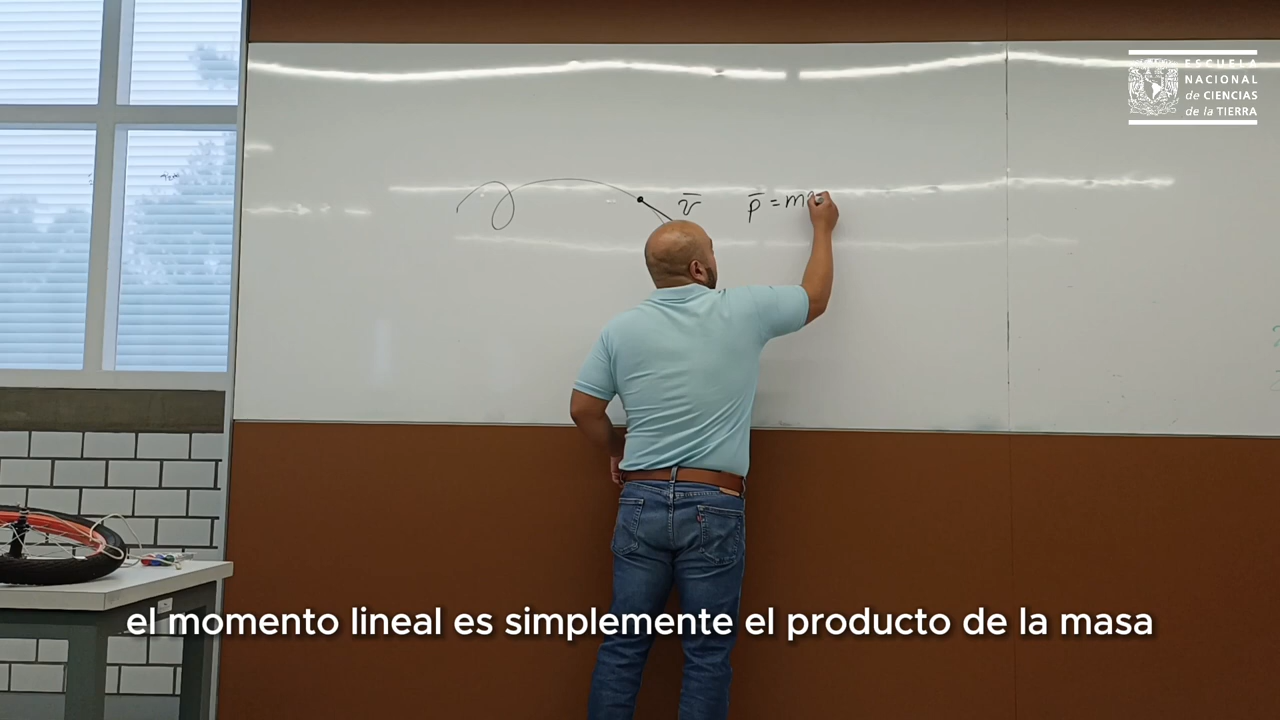 ESCUELA
NACIONAL
de CIENCIAS
de la TIERRA
v̄ p̄ = m
el momento lineal es simplemente el producto de la masa